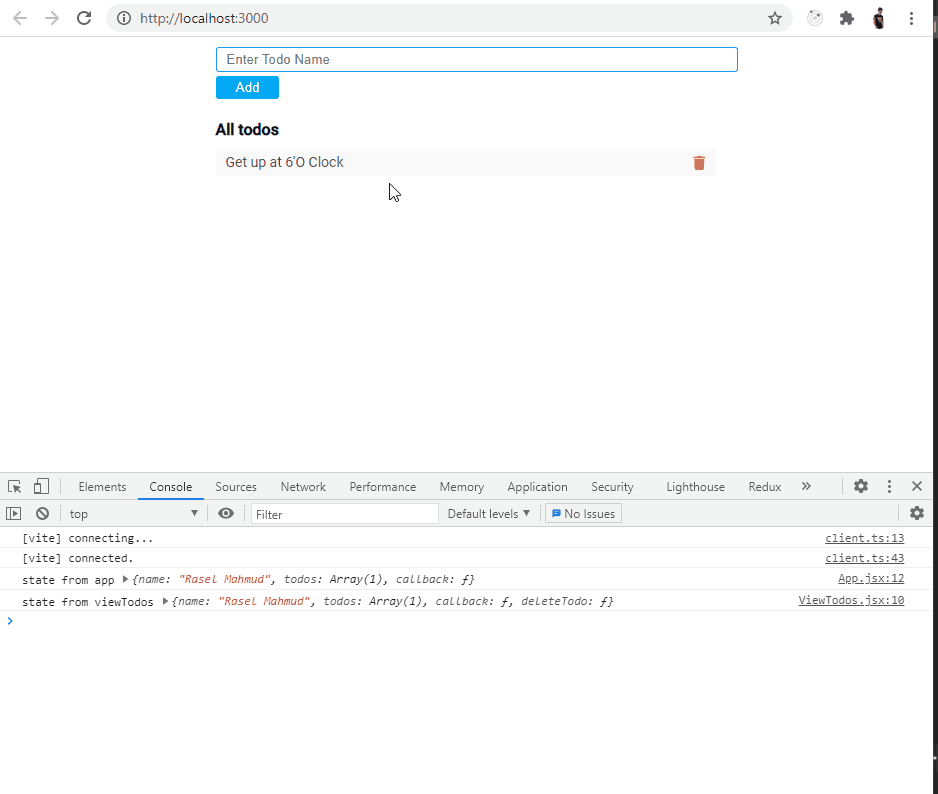 http://localhost:3000
Enter Todo Name
Add
All todos
Get up at 6'O Clock
Elements Console Sources Network Performance Memory Application Security Lighthouse Redux »
top ▼ Filter Default levels ▼ No Issues
[vite] connecting... client.ts:13
[vite] connected. client.ts:43
state from app ▶{name: "Rasel Mahmud", todos: Array(1), callback: ƒ} App.jsx:12
state from viewTodos ▶{name: "Rasel Mahmud", todos: Array(1), callback: ƒ, deleteTodo: ƒ} ViewTodos.jsx:10
>